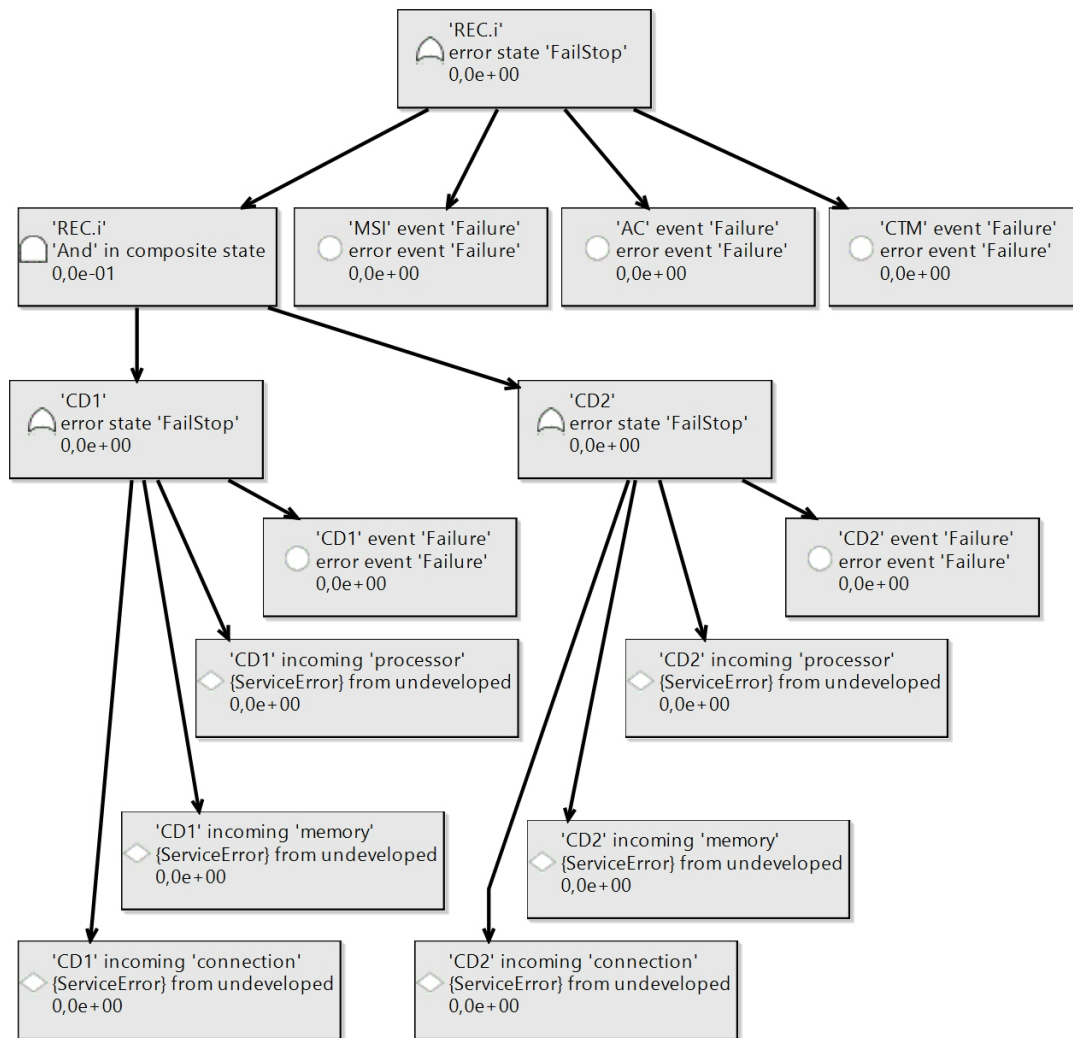 'REC.i'
error state 'FailStop'
0,0e+00
'REC.i'
'And' in composite state
0,0e-01
'MSI' event 'Failure'
error event 'Failure'
0,0e+00
'AC' event 'Failure'
error event 'Failure'
0,0e+00
'CTM' event 'Failure'
error event 'Failure'
0,0e+00
'CD1'
error state 'FailStop'
0,0e+00
'CD2'
error state 'FailStop'
0,0e+00
'CD1' event 'Failure'
error event 'Failure'
0,0e+00
'CD2' event 'Failure'
error event 'Failure'
0,0e+00
'CD1' incoming 'processor'
{ServiceError} from undeveloped
0,0e+00
'CD2' incoming 'processor'
{ServiceError} from undeveloped
0,0e+00
'CD1' incoming 'memory'
{ServiceError} from undeveloped
0,0e+00
'CD2' incoming 'memory'
{ServiceError} from undeveloped
0,0e+00
'CD1' incoming 'connection'
{ServiceError} from undeveloped
0,0e+00
'CD2' incoming 'connection'
{ServiceError} from undeveloped
0,0e+00